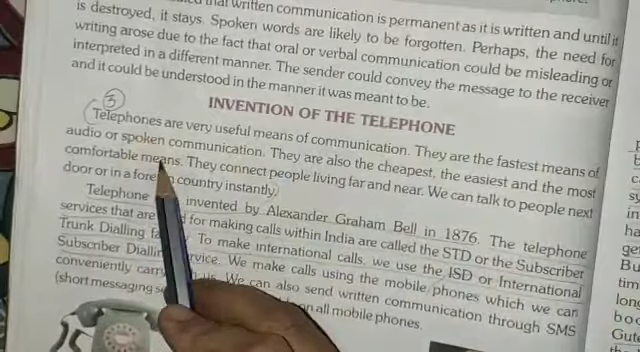 that written communication is permanent as it is written and until it
is destroyed, it stays. Spoken words are likely to be forgotten. Perhaps, the need for
writing arose due to the fact that oral or verbal communication could be misleading or
interpreted in a different manner. The sender could convey the message to the receiver
and it could be understood in the manner it was meant to be.
3
INVENTION OF THE TELEPHONE
Telephones are very useful means of communication. They are the fastest means of
audio or spoken communication. They are also the cheapest, the easiest and the most
comfortable means. They connect people living far and near. We can talk to people next
door or in a country instantly.
Telephone invented by Alexander Graham Bell in 1876. The telephone
services that are for making calls within India are called the STD or the Subscriber
Trunk Dialling To make international calls, we use the ISD or International
Subscriber We make calls using the mobile phones which we can
conveniently carry us. We can also send written communication through SMS
(short messaging on all mobile phones.